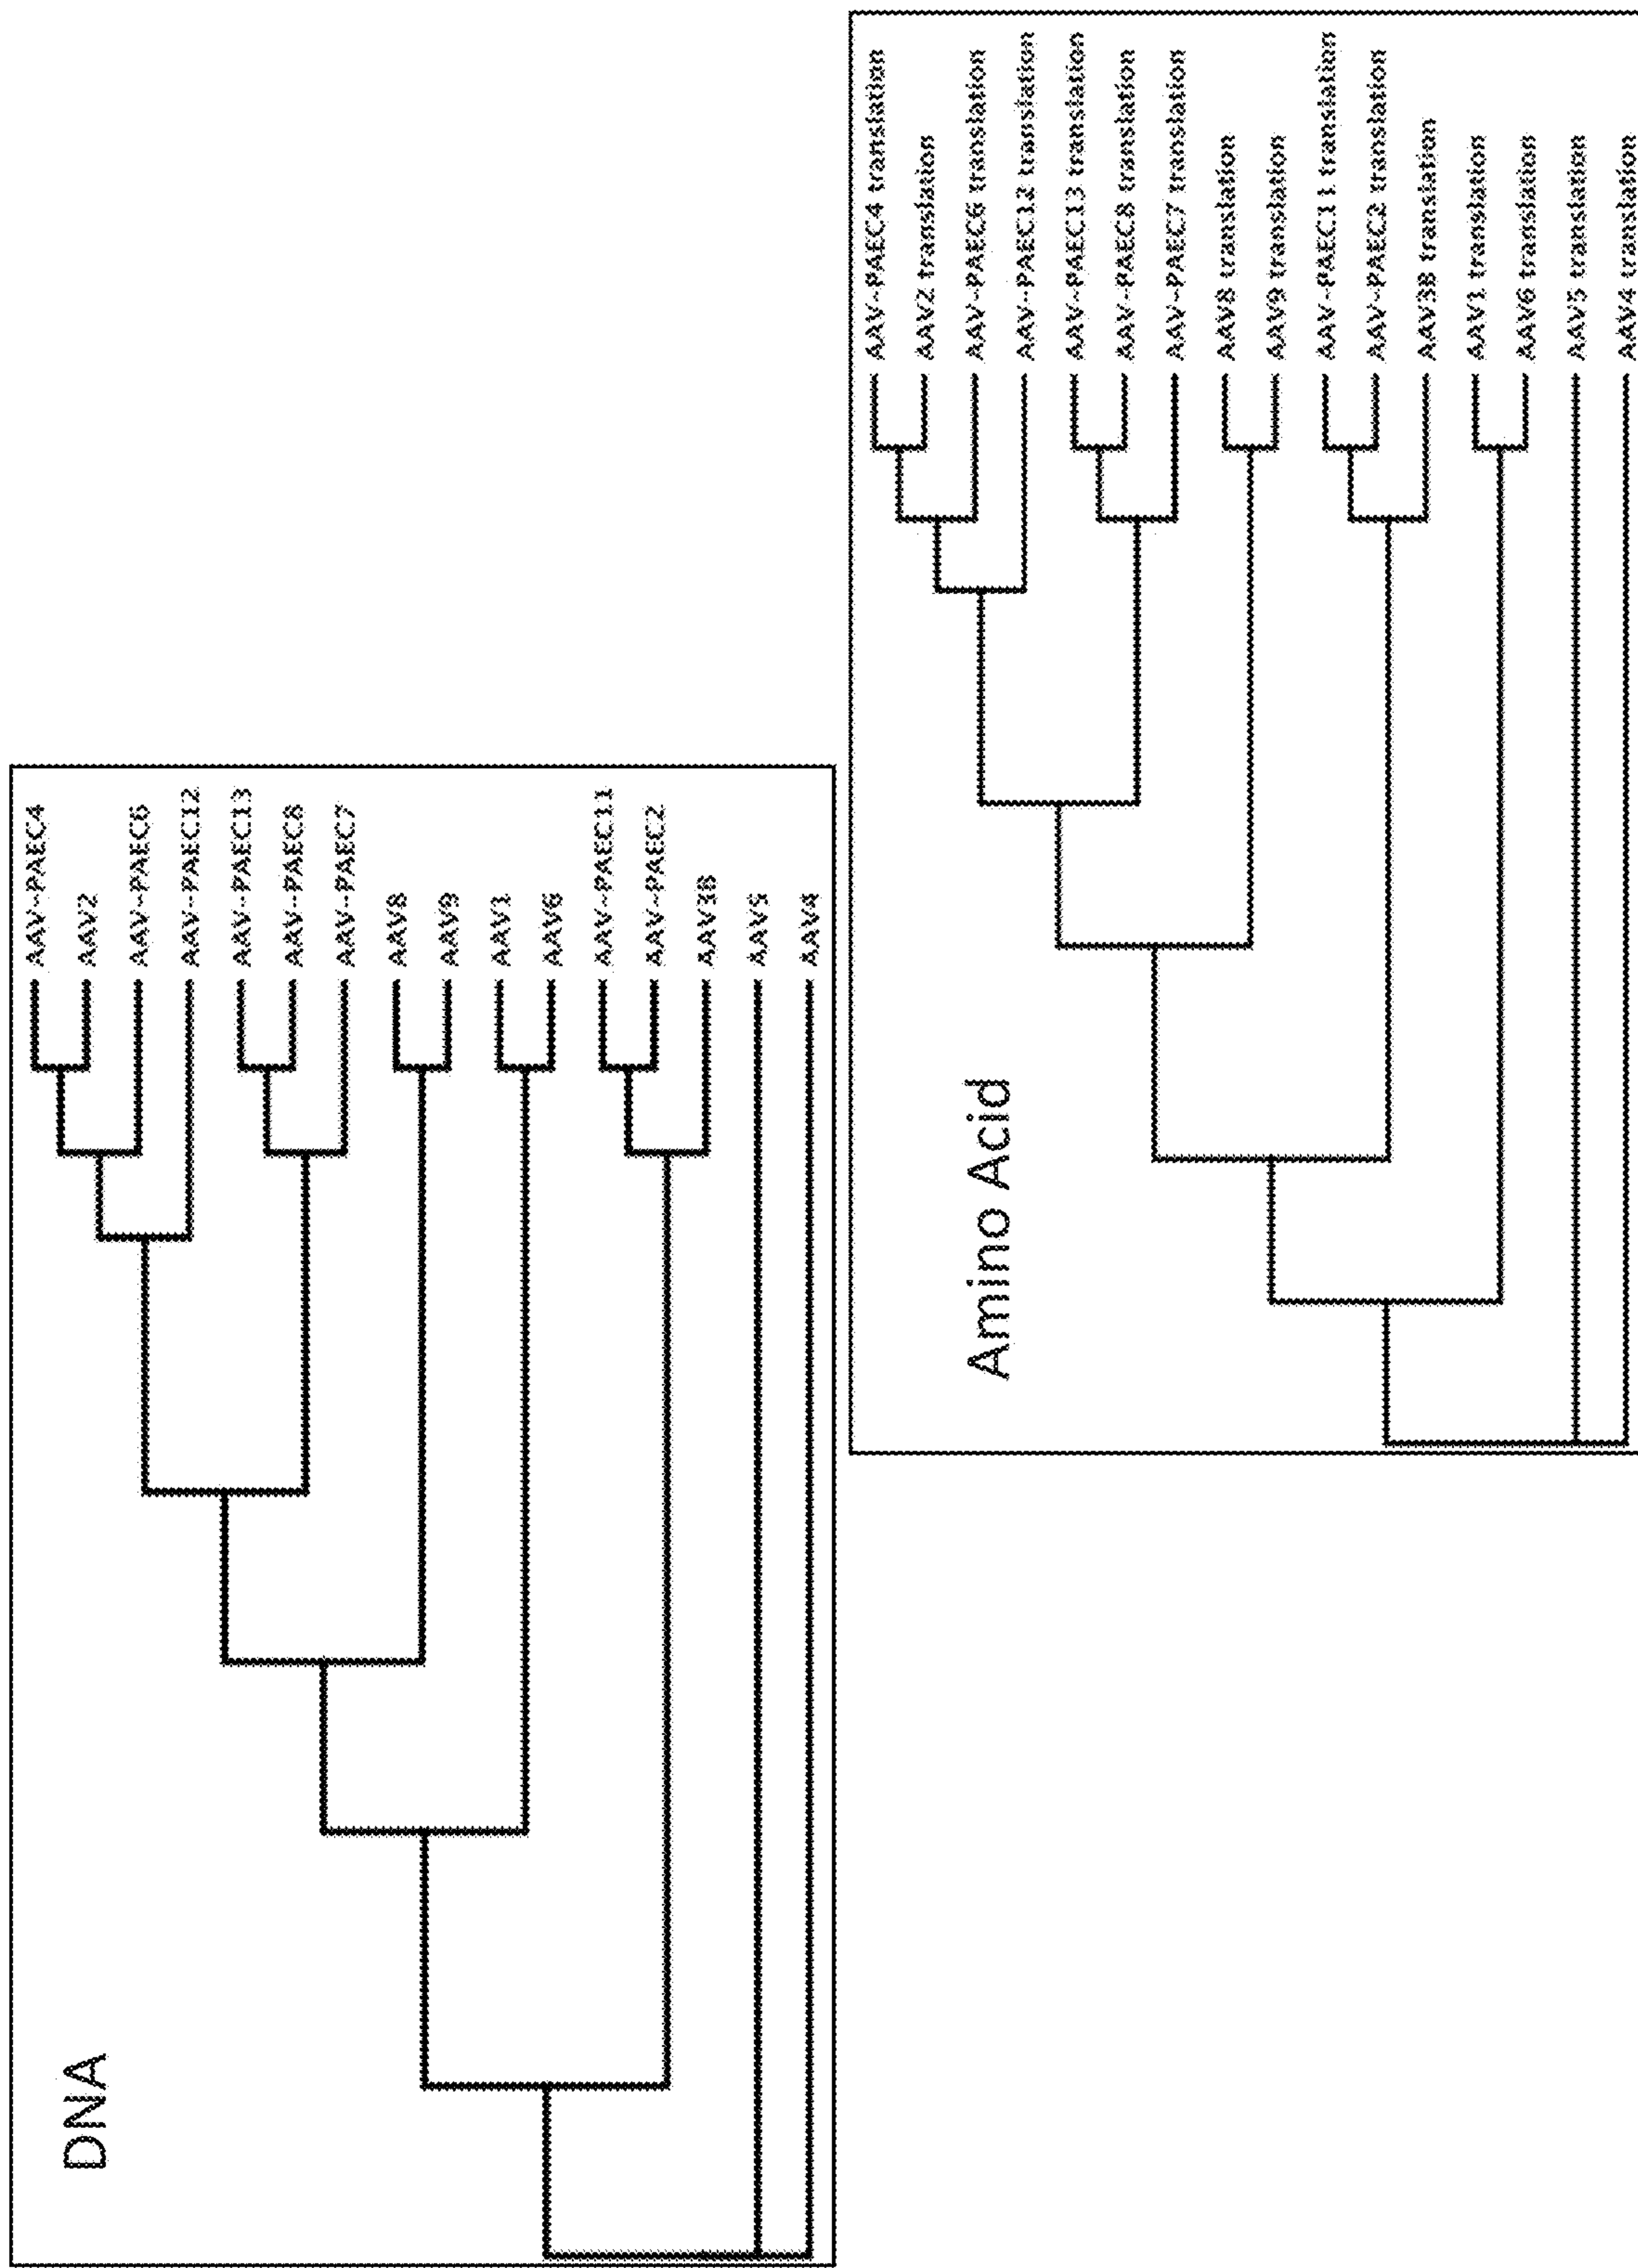 DNA
AAV-PAEC4
AAV2
AAV-PAEC6
AAV-PAEC12
AAV-PAEC13
AAV-PAEC8
AAV-PAEC7
AAV8
AAV9
AAV1
AAV6
AAV-PAEC11
AAV-PAEC2
AAV3B
AAV5
AAV4
Amino Acid
AAV-PAEC4 translation
AAV2 translation
AAV-PAEC6 translation
AAV-PAEC12 translation
AAV-PAEC13 translation
AAV-PAEC8 translation
AAV-PAEC7 translation
AAV8 translation
AAV9 translation
AAV-PAEC11 translation
AAV-PAEC2 translation
AAV3B translation
AAV1 translation
AAV6 translation
AAV5 translation
AAV4 translation